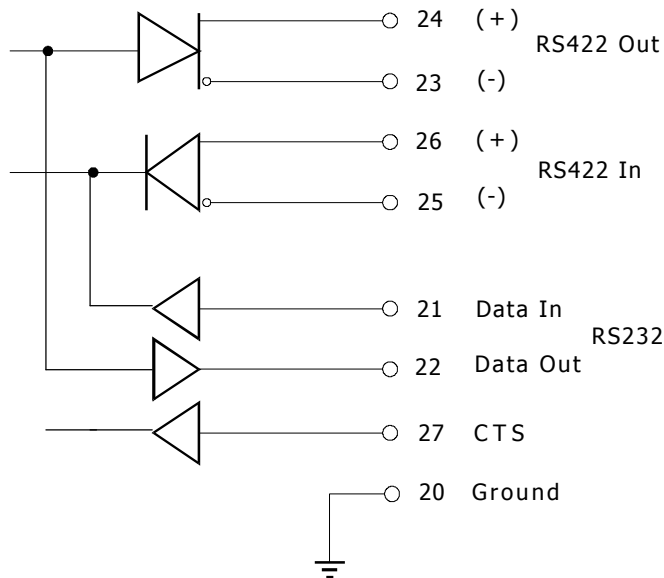 24 (+)
RS422 Out
23 (-)
26 (+)
RS422 In
25 (-)
21 Data In
RS232
22 Data Out
27 CTS
20 Ground